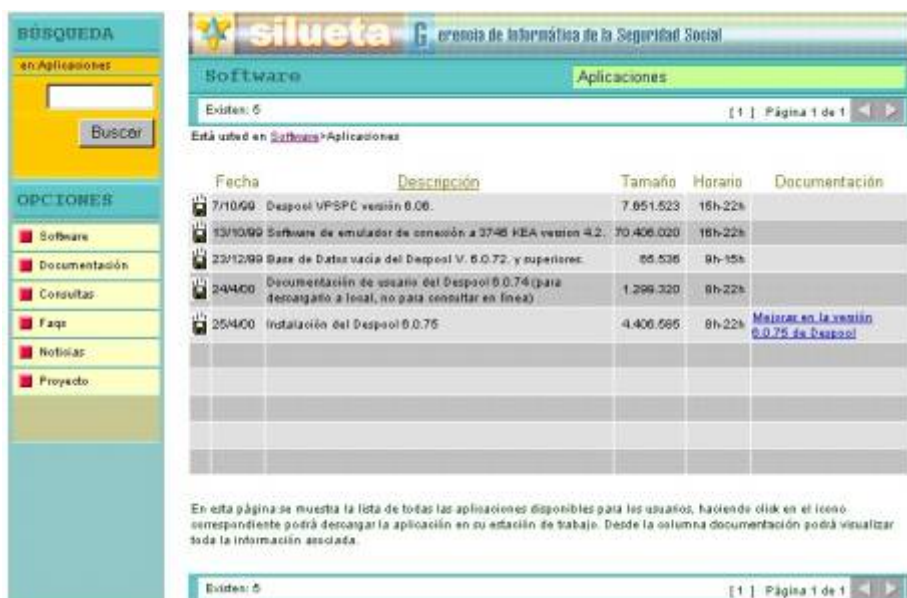 BÚSQUEDA
en:Aplicaciones
Buscar
OPCIONES
Software
Documentación
Consultas
Faqs
Noticias
Proyecto
silueta Gerencia de Informática de la Seguridad Social
Software Aplicaciones
Existen: 5 [ 1 ] Página 1 de 1
Está usted en Software>Aplicaciones
Fecha Descripción Tamaño Horario Documentación
7/10/99 Despool VPSPC versión 6.06. 7.651.523 16h-22h
13/10/99 Software de emulador de conexión a 3746 KEA version 4.2. 70.406.020 16h-22h
23/12/99 Base de Datos vacia del Despool V. 6.0.72. y superiores. 65.536 9h-15h
24/4/00 Documentación de usuario del Despool 6.0.74 (para
descargarlo a local, no para consultar en linea) 1.299.320 8h-22h
25/4/00 Instalación del Despool 6.0.75 4.406.585 8h-22h Mejoras en la versión
6.0.75 de Despool
En esta página se muestra la lista de todas las aplicaciones disponibles para los usuarios, haciendo click en el icono
correspondiente podrá descargar la aplicación en su estación de trabajo. Desde la columna documentación podrá visualizar
toda la información asociada.
Existen: 5 [ 1 ] Página 1 de 1